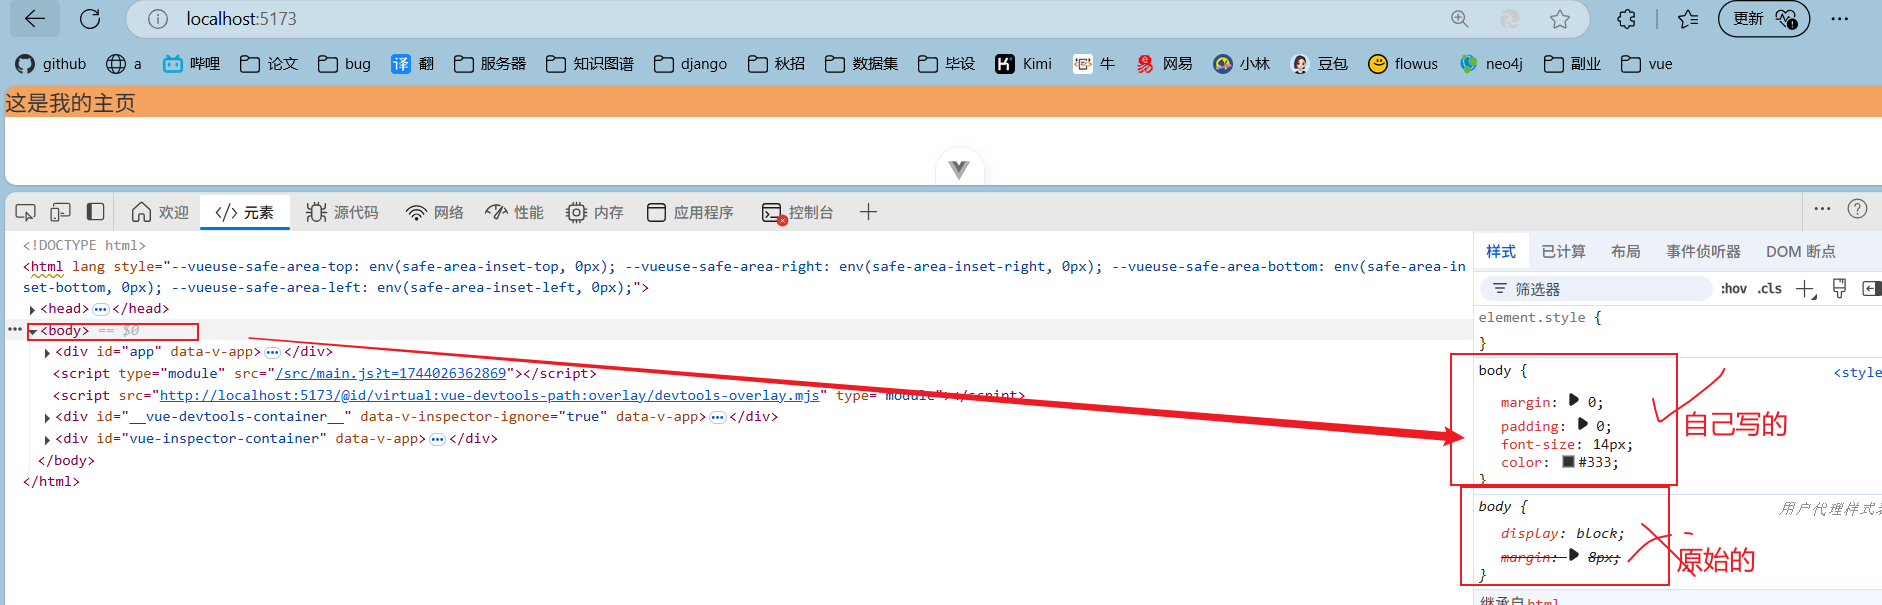 localhost:5173
更新
github a 哔哩 论文 bug 译 翻 服务器 知识图谱 django 秋招 数据集 毕设 Kimi 牛 网易 小林 豆包 flowus neo4j 副业 vue
这是我的主页
欢迎 </> 元素 源代码 网络 性能 内存 应用程序 控制台
<!DOCTYPE html>
<html lang style="--vueuse-safe-area-top: env(safe-area-inset-top, 0px); --vueuse-safe-area-right: env(safe-area-inset-right, 0px); --vueuse-safe-area-bottom: env(safe-area-in
set-bottom, 0px); --vueuse-safe-area-left: env(safe-area-inset-left, 0px);">
<head>…</head>
<body> == $0
<div id="app" data-v-app>…</div>
<script type="module" src="/src/main.js?t=1744026362869"></script>
<script src="http://localhost:5173/@id/virtual:vue-devtools-path:overlay/devtools-overlay.mjs" type="module"></script>
<div id="__vue-devtools-container__" data-v-inspector-ignore="true" data-v-app>…</div>
<div id="vue-inspector-container" data-v-app>…</div>
</body>
</html>
样式 已计算 布局 事件侦听器 DOM 断点
筛选器 :hov .cls
element.style {
}
body { <style
margin: 0;
padding: 0;
font-size: 14px;
color: #333;
}
自己写的
body { 用户代理样式
display: block;
margin: 8px;
}
原始的
继承自 html